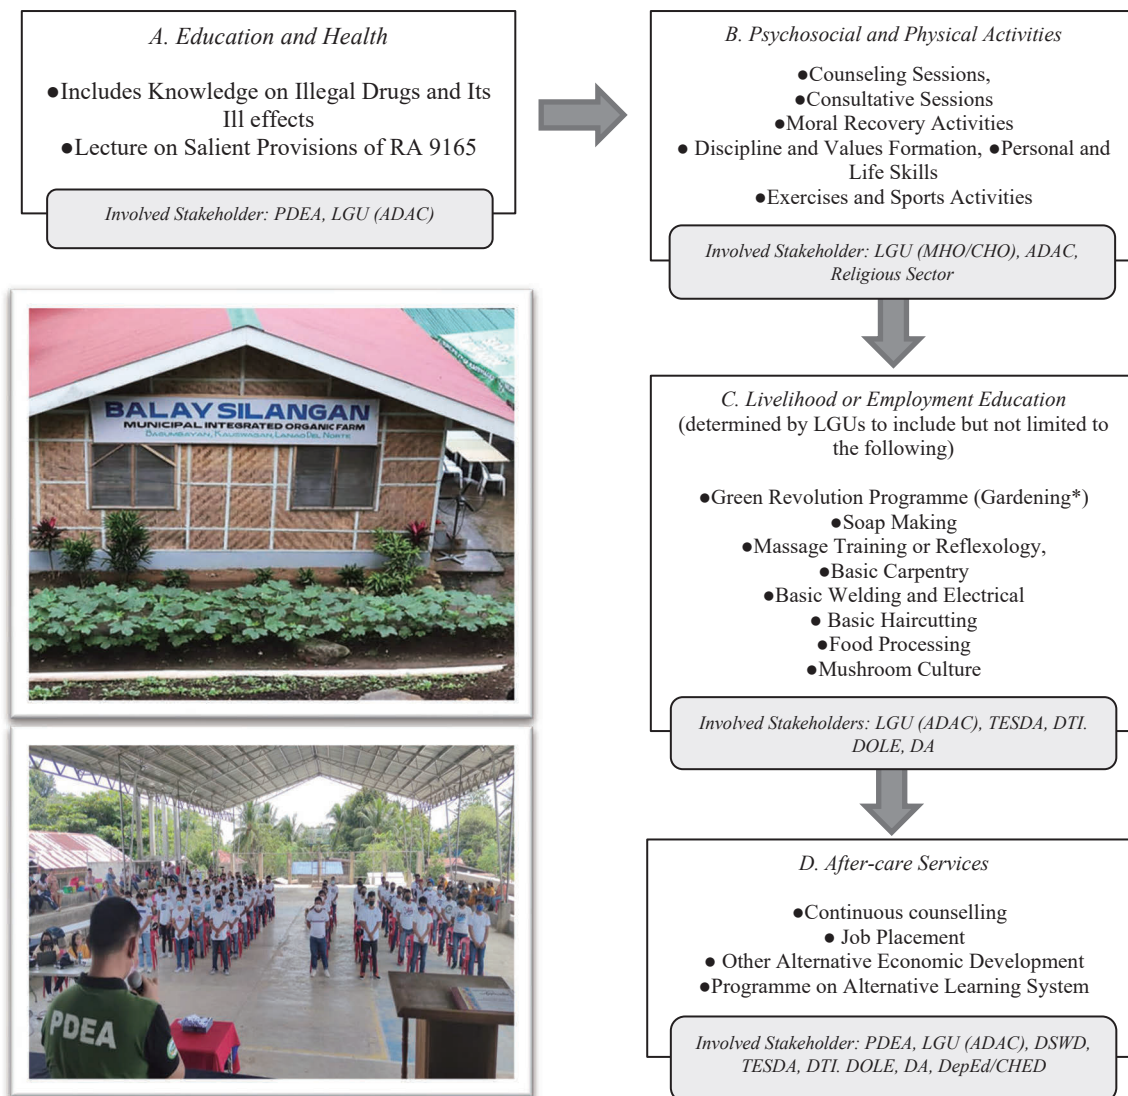 A. Education and Health
●Includes Knowledge on Illegal Drugs and Its
Ill effects
●Lecture on Salient Provisions of RA 9165
Involved Stakeholder: PDEA, LGU (ADAC)
B. Psychosocial and Physical Activities
●Counseling Sessions,
●Consultative Sessions
●Moral Recovery Activities
● Discipline and Values Formation, ●Personal and
Life Skills
●Exercises and Sports Activities
Involved Stakeholder: LGU (MHO/CHO), ADAC,
Religious Sector
BALAY SILANGAN
MUNICIPAL INTEGRATED ORGANIC FARM
BAGUMBAYAN, KAUSWAGAN, LANAO DEL NORTE
C. Livelihood or Employment Education
(determined by LGUs to include but not limited to
the following)
●Green Revolution Programme (Gardening*)
●Soap Making
●Massage Training or Reflexology,
●Basic Carpentry
●Basic Welding and Electrical
● Basic Haircutting
●Food Processing
●Mushroom Culture
Involved Stakeholders: LGU (ADAC), TESDA, DTI.
DOLE, DA
PDEA
D. After-care Services
●Continuous counselling
● Job Placement
● Other Alternative Economic Development
●Programme on Alternative Learning System
Involved Stakeholder: PDEA, LGU (ADAC), DSWD,
TESDA, DTI. DOLE, DA, DepEd/CHED